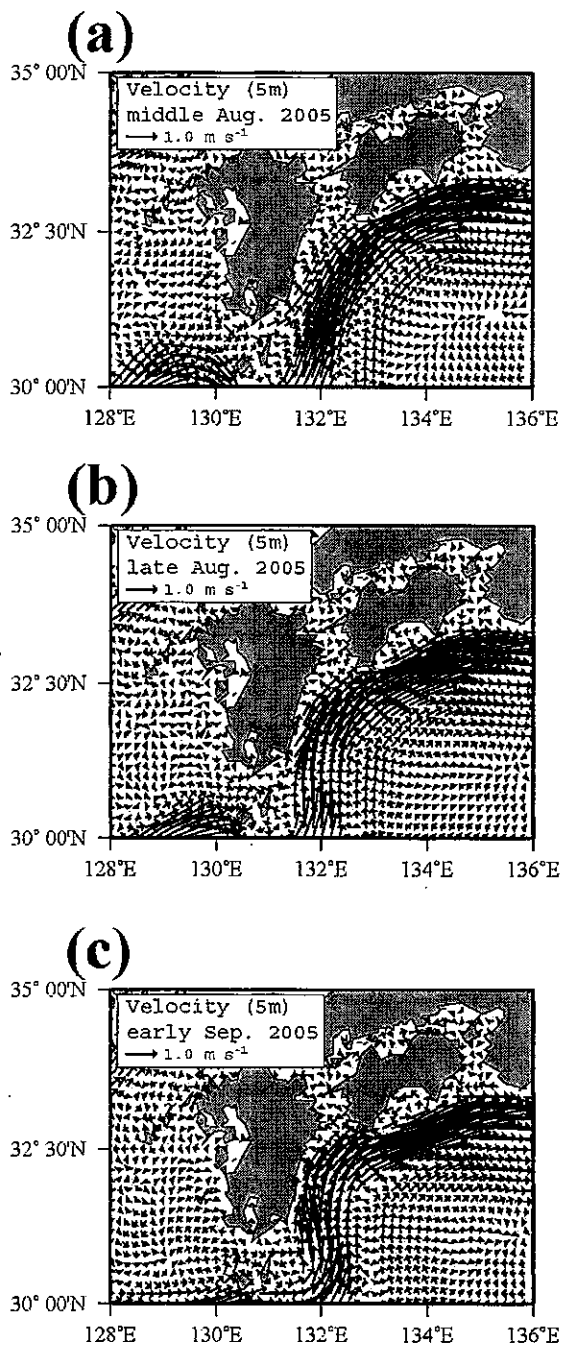 (a)
35° 00'N
Velocity (5m)
middle Aug. 2005
1.0 m s⁻¹
32° 30'N
30° 00'N
128°E 130°E 132°E 134°E 136°E
(b)
35° 00'N
Velocity (5m)
late Aug. 2005
1.0 m s⁻¹
32° 30'N
30° 00'N
128°E 130°E 132°E 134°E 136°E
(c)
35° 00'N
Velocity (5m)
early Sep. 2005
1.0 m s⁻¹
32° 30'N
30° 00'N
128°E 130°E 132°E 134°E 136°E